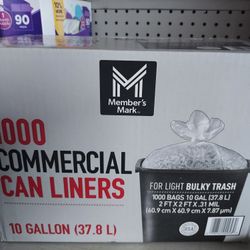 90
Member's
Mark
1000
COMMERCIAL
CAN LINERS
10 GALLON (37.8 L)
FOR LIGHT BULKY TRASH
1000 BAGS 10 GAL (37.8 L)
2 FT X 2 FT X .31 MIL
(60.9 cm X 60.9 cm X 7.87 μm)